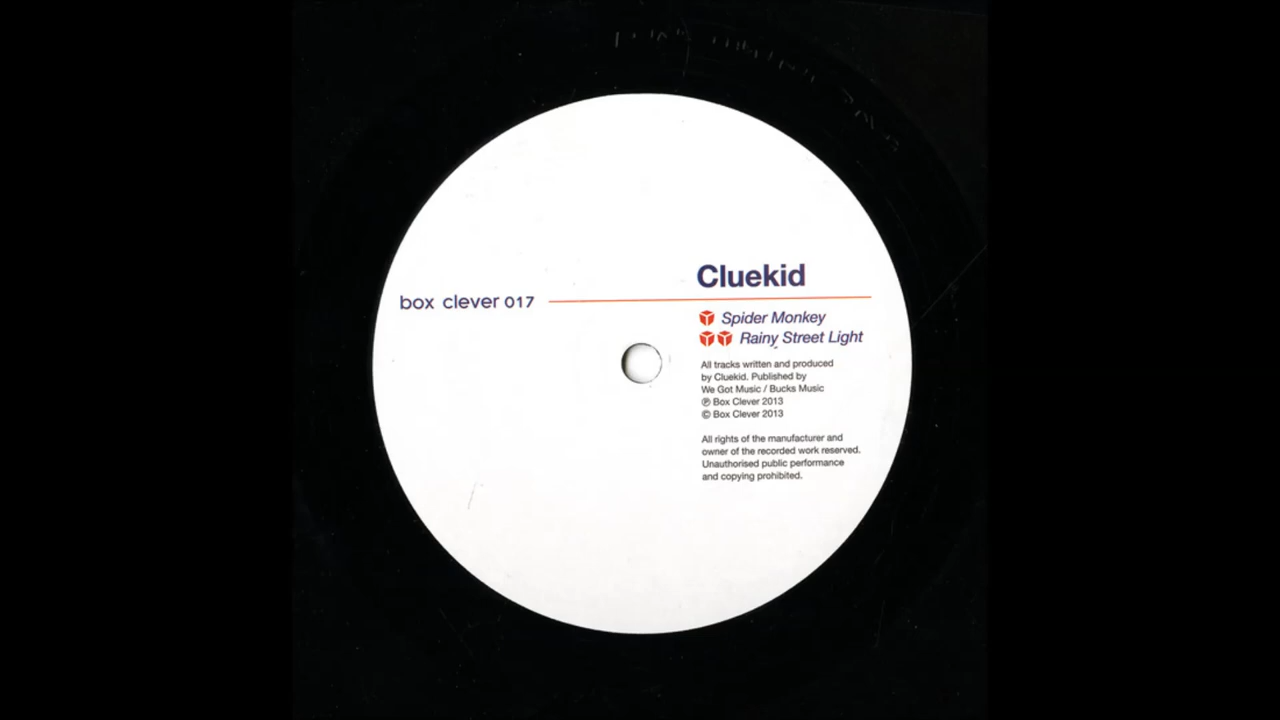 Cluekid
box clever 017
Spider Monkey
Rainy Street Light
All tracks written and produced
by Cluekid. Published by
We Got Music / Bucks Music
℗ Box Clever 2013
© Box Clever 2013
All rights of the manufacturer and
owner of the recorded work reserved.
Unauthorised public performance
and copying prohibited.